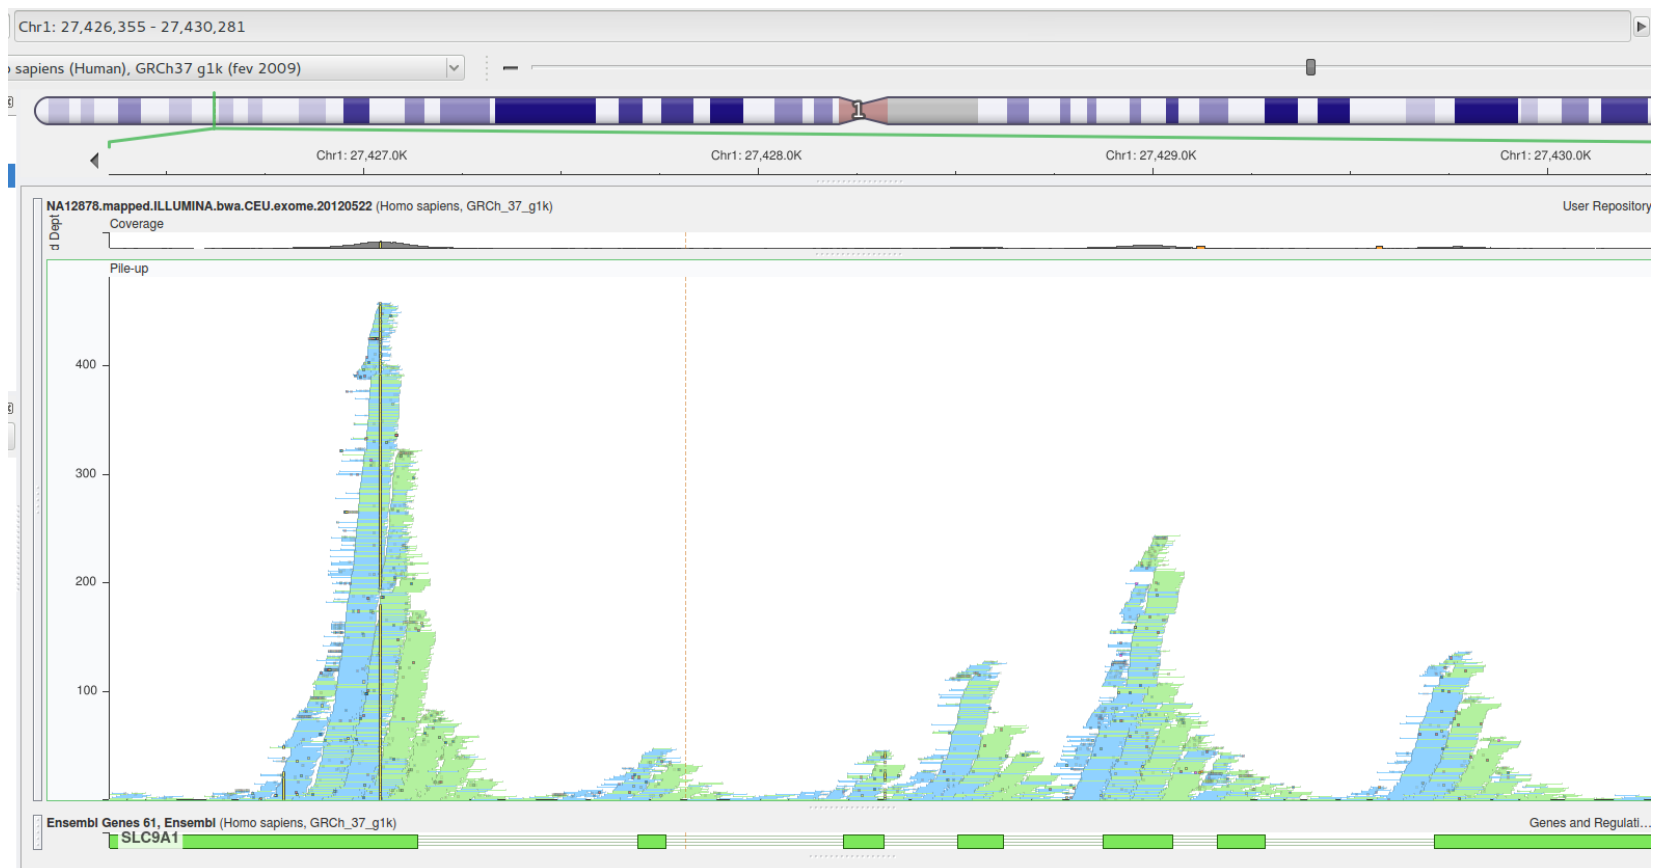 Chr1: 27,426,355 - 27,430,281
sapiens (Human), GRCh37 g1k (fev 2009)
1
Chr1: 27,427.0K Chr1: 27,428.0K Chr1: 27,429.0K Chr1: 27,430.0K
NA12878.mapped.ILLUMINA.bwa.CEU.exome.20120522 (Homo sapiens, GRCh_37_g1k) User Repository
d Dept
Coverage
Pile-up
400
300
200
100
Ensembl Genes 61, Ensembl (Homo sapiens, GRCh_37_g1k) Genes and Regulati...
SLC9A1